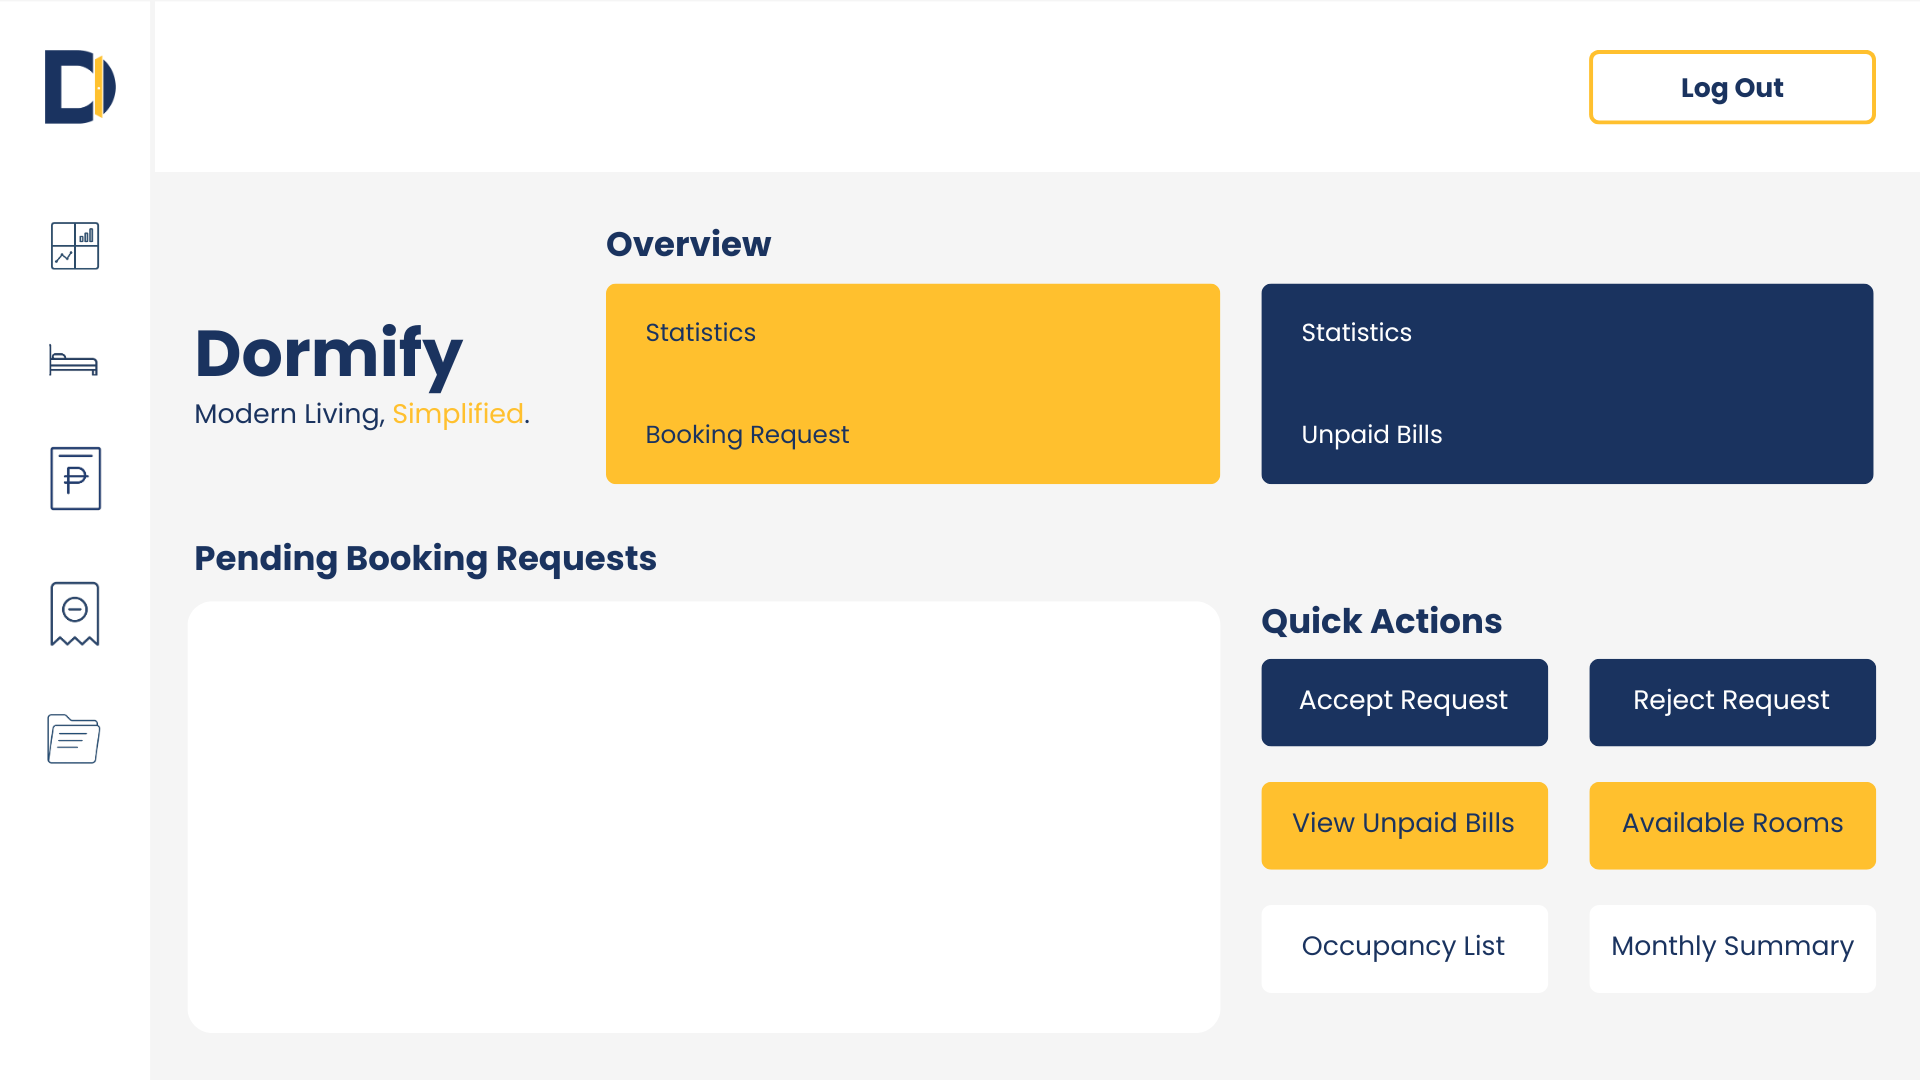 Log Out
Overview
Statistics
Booking Request
Statistics
Unpaid Bills
Dormify
Modern Living, Simplified.
Pending Booking Requests
Quick Actions
Accept Request
Reject Request
View Unpaid Bills
Available Rooms
Occupancy List
Monthly Summary